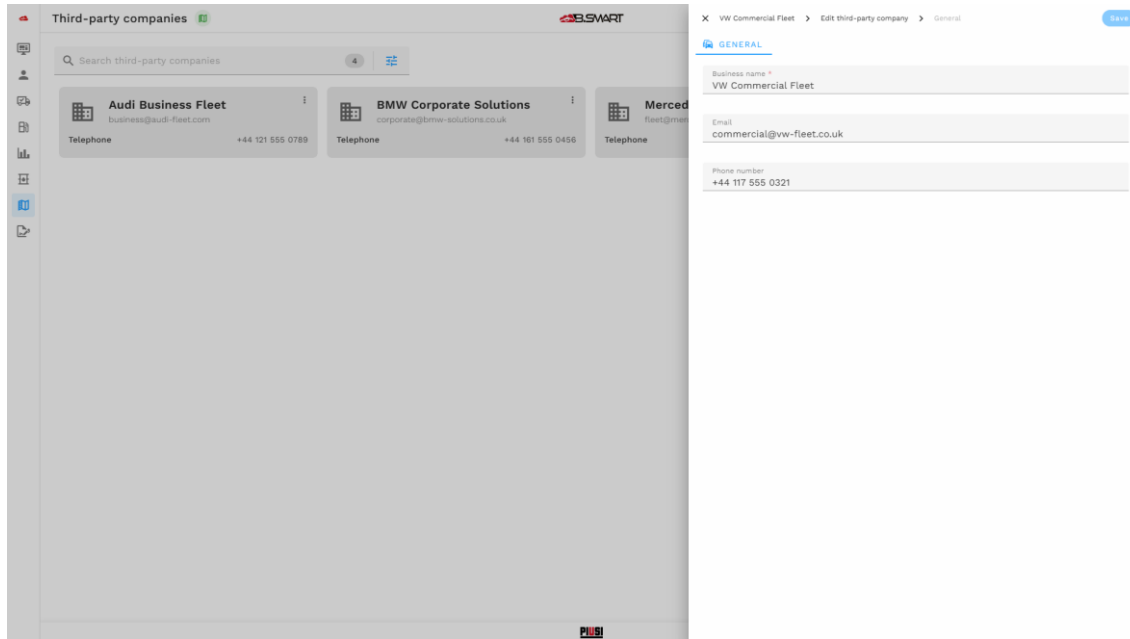 Third-party companies
B.SMART
VW Commercial Fleet > Edit third-party company > General
Save
GENERAL
Search third-party companies
4
Business name *
VW Commercial Fleet
Audi Business Fleet
business@audi-fleet.com
Telephone
+44 121 555 0789
BMW Corporate Solutions
corporate@bmw-solutions.co.uk
Telephone
+44 161 555 0456
Merced
fleet@mer
Telephone
Email
commercial@vw-fleet.co.uk
Phone number
+44 117 555 0321
PIUSI